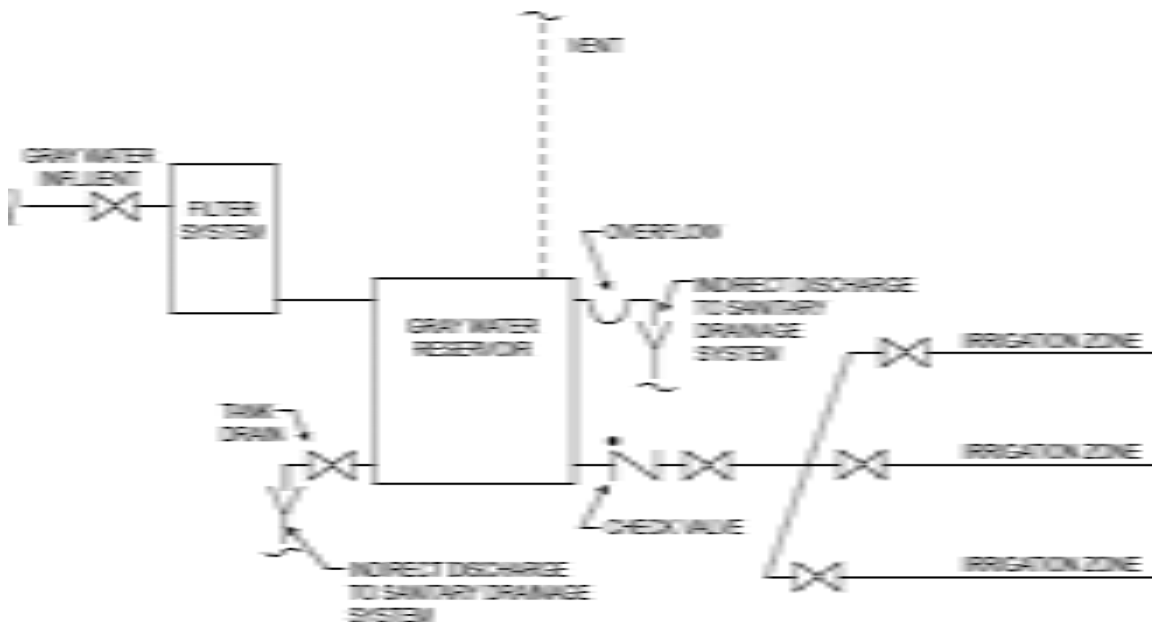 VENT
GRAY WATER
INFLUENT
FILTER
SYSTEM
OVERFLOW
INDIRECT DISCHARGE
TO SANITARY
DRAINAGE
SYSTEM
GRAY WATER
RESERVOIR
IRRIGATION ZONE
TANK
DRAIN
IRRIGATION ZONE
CHECK VALVE
INDIRECT DISCHARGE
TO SANITARY DRAINAGE
SYSTEM
IRRIGATION ZONE